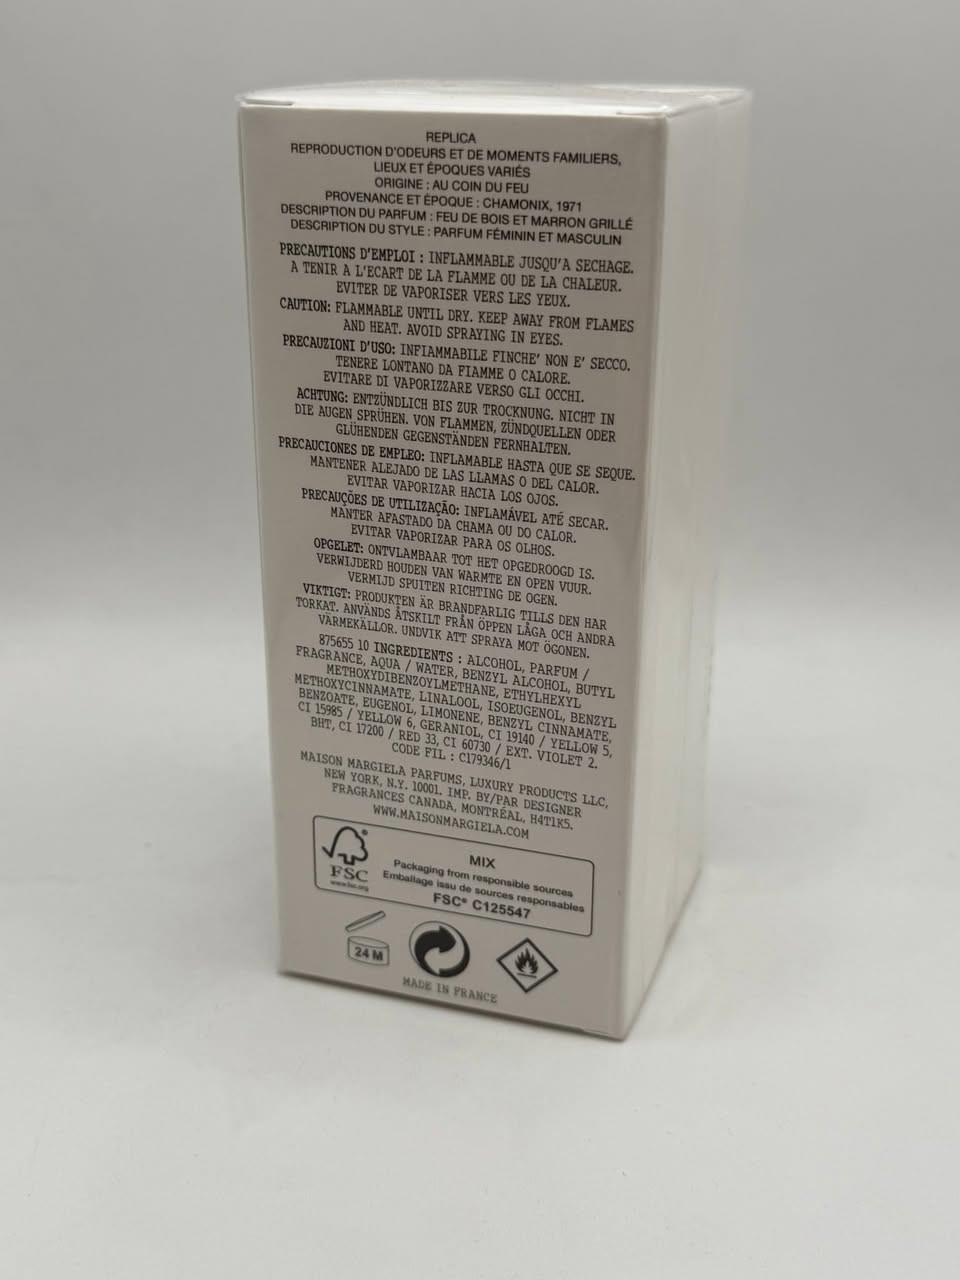 REPLICA
REPRODUCTION D'ODEURS ET DE MOMENTS FAMILIERS,
LIEUX ET ÉPOQUES VARIÉS
ORIGINE : AU COIN DU FEU
PROVENANCE ET ÉPOQUE : CHAMONIX, 1971
DESCRIPTION DU PARFUM : FEU DE BOIS ET MARRON GRILLÉ
DESCRIPTION DU STYLE : PARFUM FÉMININ ET MASCULIN
PRECAUTIONS D'EMPLOI : INFLAMMABLE JUSQU'A SECHAGE.
A TENIR A L'ECART DE LA FLAMME OU DE LA CHALEUR.
EVITER DE VAPORISER VERS LES YEUX.
CAUTION: FLAMMABLE UNTIL DRY. KEEP AWAY FROM FLAMES
AND HEAT. AVOID SPRAYING IN EYES.
PRECAUZIONI D'USO: INFIAMMABILE FINCHE' NON E' SECCO.
TENERE LONTANO DA FIAMME O CALORE.
EVITARE DI VAPORIZZARE VERSO GLI OCCHI.
ACHTUNG: ENTZÜNDLICH BIS ZUR TROCKNUNG. NICHT IN
DIE AUGEN SPRÜHEN. VON FLAMMEN, ZÜNDQUELLEN ODER
GLÜHENDEN GEGENSTÄNDEN FERNHALTEN.
PRECAUCIONES DE EMPLEO: INFLAMABLE HASTA QUE SE SEQUE.
MANTENER ALEJADO DE LAS LLAMAS O DEL CALOR.
EVITAR VAPORIZAR HACIA LOS OJOS.
PRECAUÇÕES DE UTILIZAÇÃO: INFLAMÁVEL ATÉ SECAR.
MANTER AFASTADO DA CHAMA OU DO CALOR.
EVITAR VAPORIZAR PARA OS OLHOS.
OPGELET: ONTVLAMBAAR TOT HET OPGEDROOGD IS.
VERWIJDERD HOUDEN VAN WARMTE EN OPEN VUUR.
VERMIJD SPUITEN RICHTING DE OGEN.
VIKTIGT: PRODUKTEN ÄR BRANDFARLIG TILLS DEN HAR
TORKAT. ANVÄNDS ÅTSKILT FRÅN ÖPPEN LÅGA OCH ANDRA
VÄRMEKÄLLOR. UNDVIK ATT SPRAYA MOT ÖGONEN.
875655 10 INGREDIENTS : ALCOHOL, PARFUM /
FRAGRANCE, AQUA / WATER, BENZYL ALCOHOL, BUTYL
METHOXYDIBENZOYLMETHANE, ETHYLHEXYL
METHOXYCINNAMATE, LINALOOL, ISOEUGENOL, BENZYL
BENZOATE, EUGENOL, LIMONENE, BENZYL CINNAMATE,
CI 15985 / YELLOW 6, GERANIOL, CI 19140 / YELLOW 5,
BHT, CI 17200 / RED 33, CI 60730 / EXT. VIOLET 2.
CODE FIL : C179346/1
MAISON MARGIELA PARFUMS, LUXURY PRODUCTS LLC,
NEW YORK, N.Y. 10001. IMP. BY/PAR DESIGNER
FRAGRANCES CANADA, MONTRÉAL, H4T1K5.
WWW.MAISONMARGIELA.COM
FSC
www.fsc.org
MIX
Packaging from responsible sources
Emballage issu de sources responsables
FSC® C125547
24 M
MADE IN FRANCE